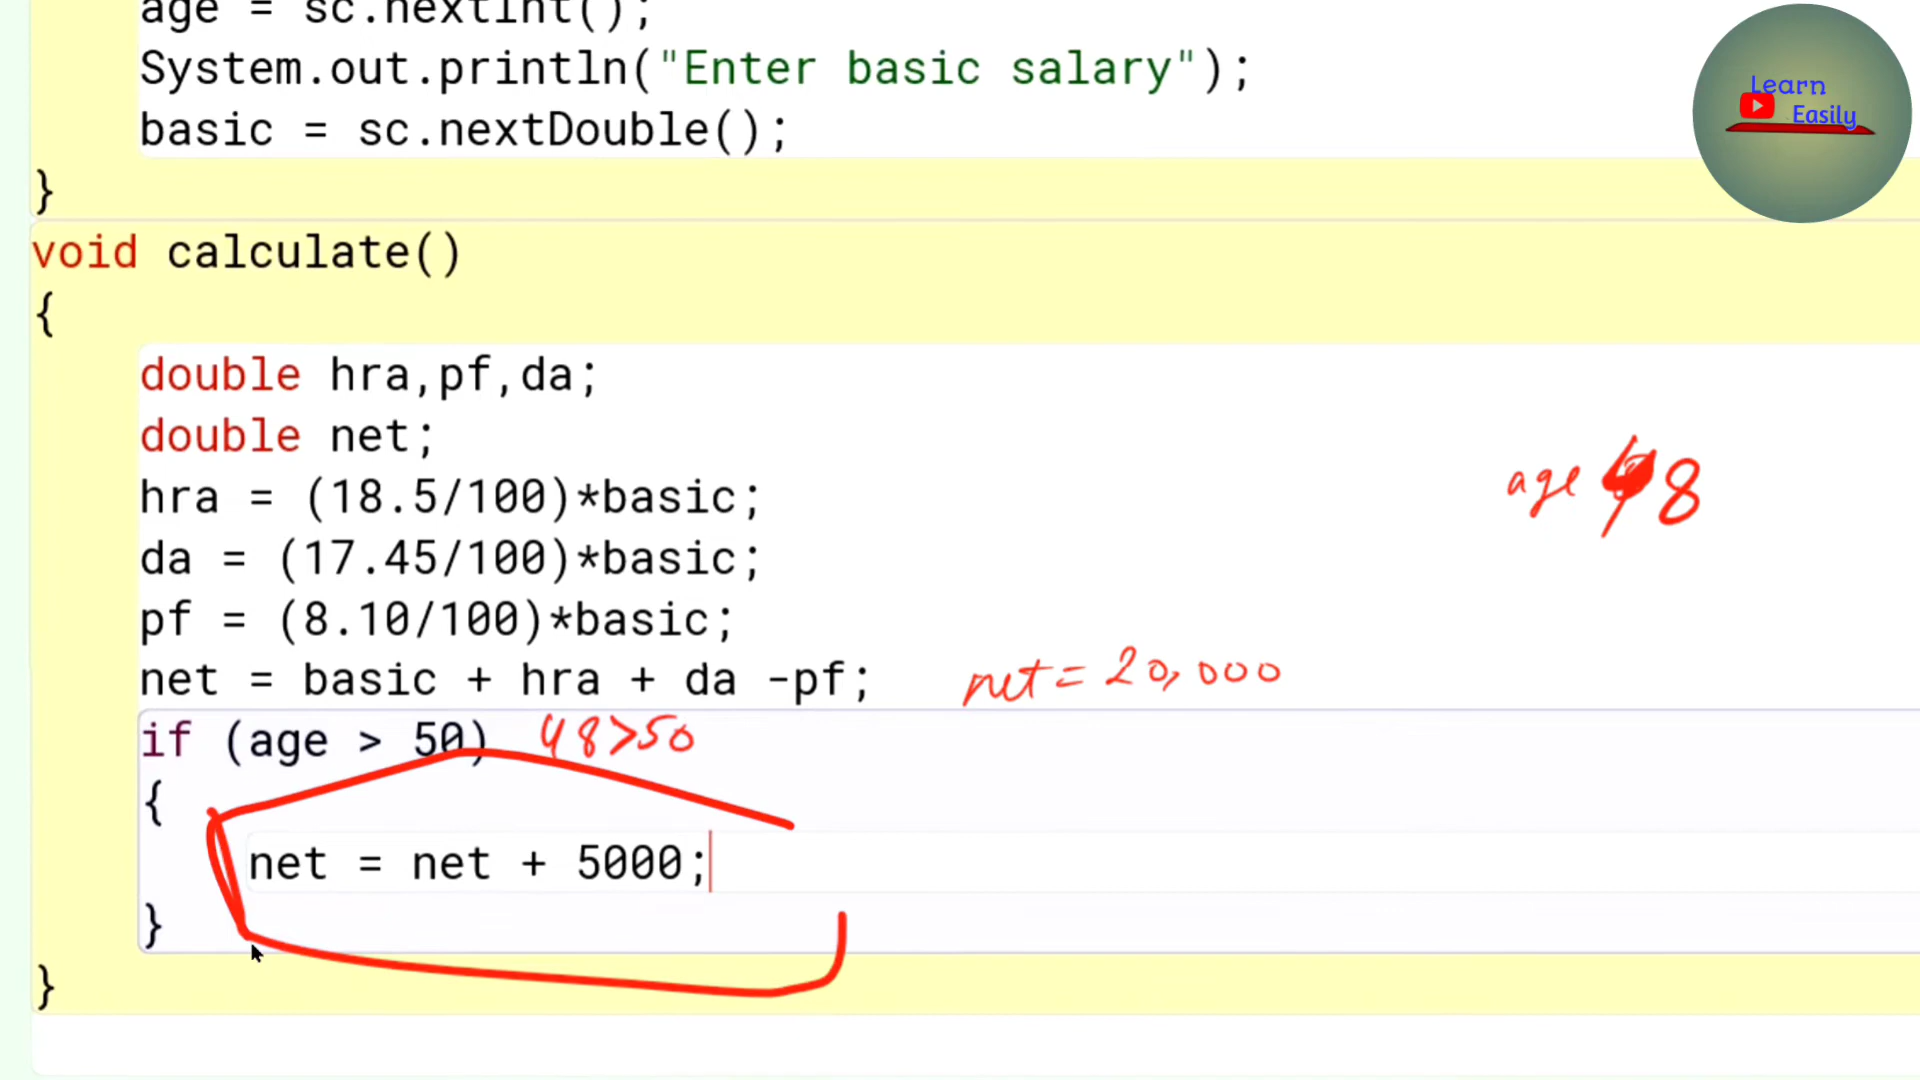 age = sc.nextInt();
System.out.println("Enter basic salary");
basic = sc.nextDouble();
}
void calculate()
{
double hra,pf,da;
double net;
hra = (18.5/100)*basic;
da = (17.45/100)*basic;
pf = (8.10/100)*basic;
net = basic + hra + da -pf; net = 20,000
if (age > 50) 48>50
{
net = net + 5000;
}
}
age 8
Learn
Easily